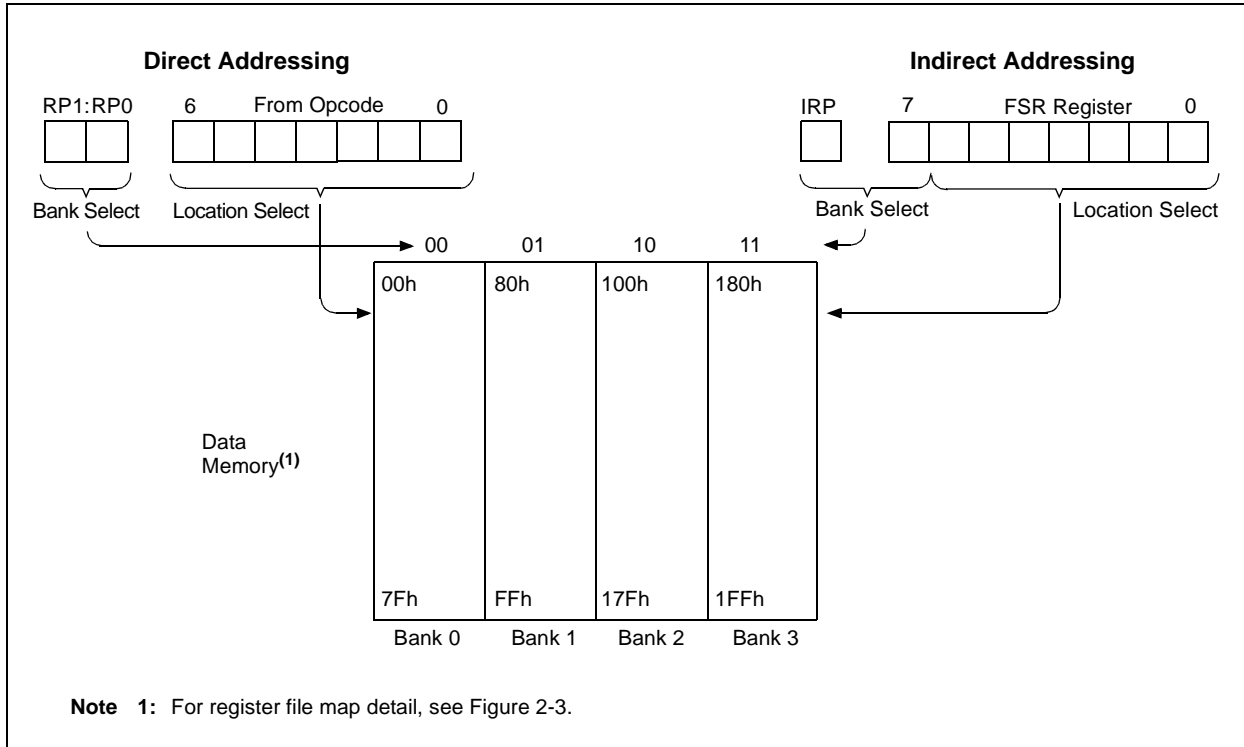 Direct Addressing
Indirect Addressing
RP1:RP0 6 From Opcode 0
IRP 7 FSR Register 0
Bank Select Location Select
Bank Select Location Select
00 01 10 11
00h 80h 100h 180h
Data
Memory(1)
7Fh FFh 17Fh 1FFh
Bank 0 Bank 1 Bank 2 Bank 3
Note 1: For register file map detail, see Figure 2-3.